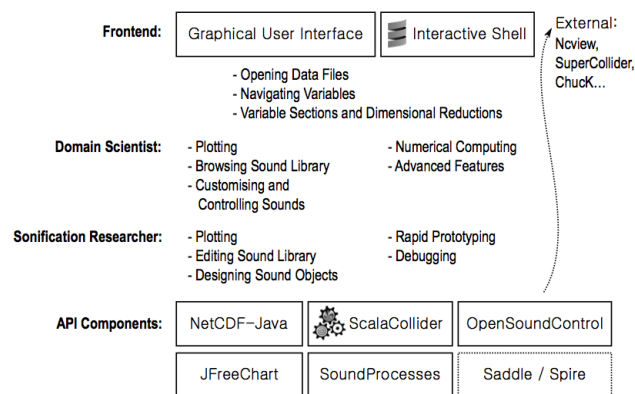 Frontend:
Graphical User Interface
Interactive Shell
External:
Ncview,
SuperCollider,
ChucK...
- Opening Data Files
- Navigating Variables
- Variable Sections and Dimensional Reductions
Domain Scientist:
- Plotting
- Browsing Sound Library
- Customising and
Controlling Sounds
- Numerical Computing
- Advanced Features
Sonification Researcher:
- Plotting
- Editing Sound Library
- Designing Sound Objects
- Rapid Prototyping
- Debugging
API Components:
NetCDF-Java
ScalaCollider
OpenSoundControl
JFreeChart
SoundProcesses
Saddle / Spire